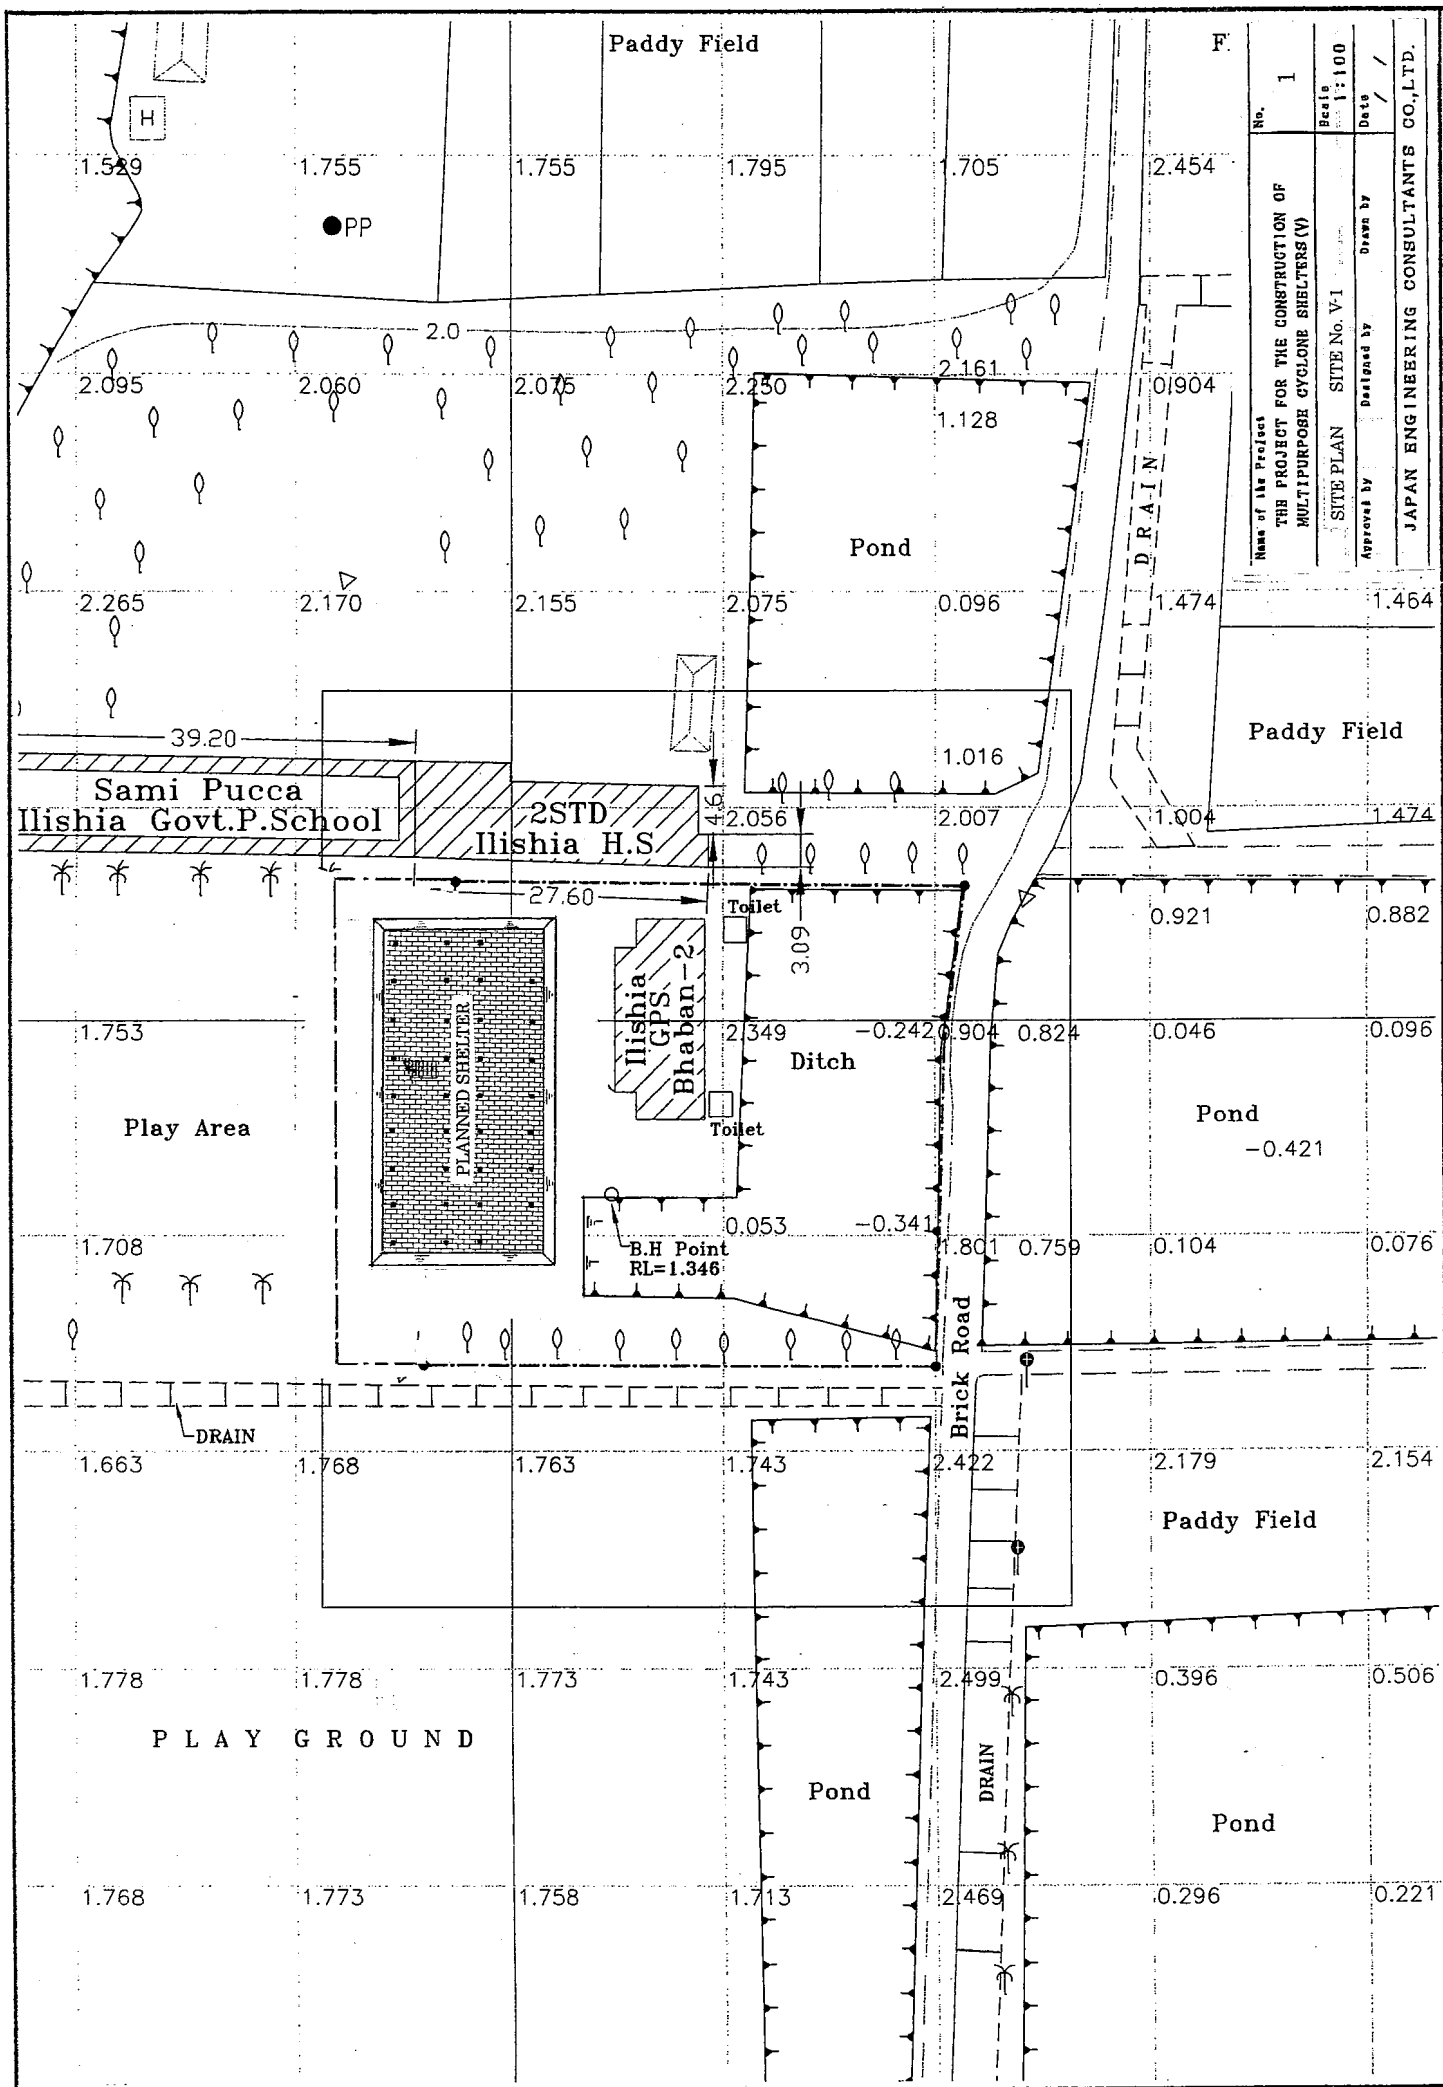 Paddy Field
F.
H
1.529
1.755
1.755
1.795
1.705
2.454
PP
2.0
2.095
2.060
2.075
2.250
2.161
0.904
1.128
DRAIN
Pond
2.265
2.170
2.155
2.075
0.096
1.474
1.464
Paddy Field
39.20
1.016
Sami Pucca
Ilishia Govt.P.School
2STD
Ilishia H.S
2.056
2.007
1.004
1.474
27.60
3.09
Toilet
0.921
0.882
Ilishia
GPS
Bhaban-2
PLANNED SHELTER
1.753
2.349
-0.242
0.904
0.824
0.046
0.096
Ditch
Play Area
Toilet
Pond
-0.421
1.708
0.053
-0.341
1.801
0.759
0.104
0.076
B.H Point
RL=1.346
Brick Road
DRAIN
1.663
1.768
1.763
1.743
2.422
2.179
2.154
Paddy Field
1.778
1.778
1.773
1.743
2.499
0.396
0.506
PLAY GROUND
DRAIN
Pond
Pond
1.768
1.773
1.758
1.713
2.469
0.296
0.221
Name of the Project
THE PROJECT FOR THE CONSTRUCTION OF
MULTIPURPOSE CYCLONE SHELTERS(V)
No.
1
SITE PLAN SITE No. V-1
Scale
1:100
Approved by
Designed by
Drawn by
Date / /
JAPAN ENGINEERING CONSULTANTS CO.,LTD.